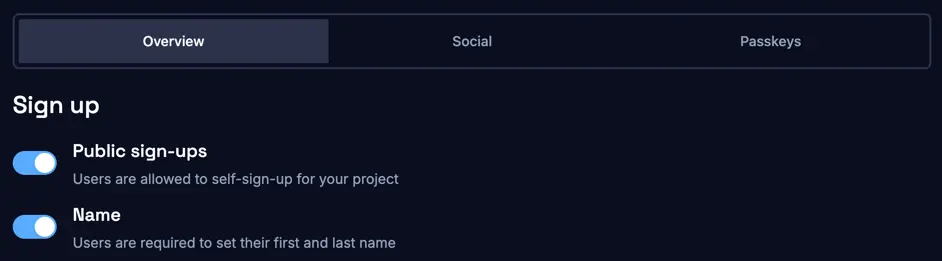 Overview
Social
Passkeys
Sign up
Public sign-ups
Users are allowed to self-sign-up for your project
Name
Users are required to set their first and last name